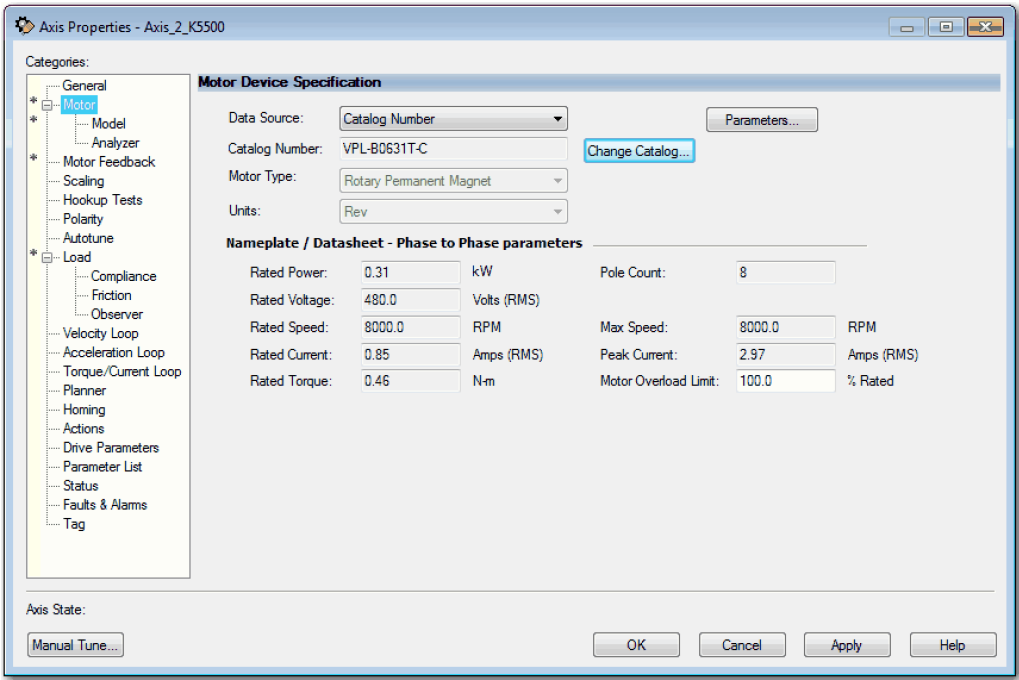 Axis Properties - Axis_2_K5500
Categories:
General
* Motor
* Model
Analyzer
* Motor Feedback
Scaling
Hookup Tests
Polarity
Autotune
* Load
Compliance
Friction
Observer
Velocity Loop
Acceleration Loop
Torque/Current Loop
Planner
Homing
Actions
Drive Parameters
Parameter List
Status
Faults & Alarms
Tag
Motor Device Specification
Data Source: Catalog Number Parameters...
Catalog Number: VPL-B0631T-C Change Catalog...
Motor Type: Rotary Permanent Magnet
Units: Rev
Nameplate / Datasheet - Phase to Phase parameters
Rated Power: 0.31 kW Pole Count: 8
Rated Voltage: 480.0 Volts (RMS)
Rated Speed: 8000.0 RPM Max Speed: 8000.0 RPM
Rated Current: 0.85 Amps (RMS) Peak Current: 2.97 Amps (RMS)
Rated Torque: 0.46 N-m Motor Overload Limit: 100.0 % Rated
Axis State:
Manual Tune... OK Cancel Apply Help